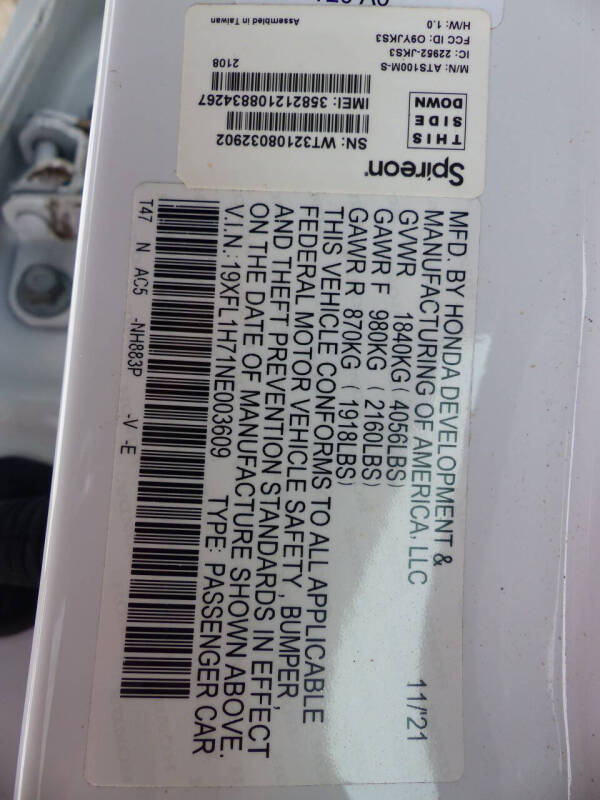 Spireon®
THIS
SIDE
DOWN
SN: WT32108032902
IMEI: 358212108834267
M/N: ATS100M-S 2108
IC: 22952-JKS3
FCC ID: O9YJKS3
H/W: 1.0 Assembled in Taiwan
MFD. BY HONDA DEVELOPMENT &
MANUFACTURING OF AMERICA, LLC 11/'21
GVWR 1840KG ( 4056LBS)
GAWR F 980KG ( 2160LBS)
GAWR R 870KG ( 1918LBS)
THIS VEHICLE CONFORMS TO ALL APPLICABLE
FEDERAL MOTOR VEHICLE SAFETY, BUMPER,
AND THEFT PREVENTION STANDARDS IN EFFECT
ON THE DATE OF MANUFACTURE SHOWN ABOVE.
V.I.N.: 19XFL1H71NE003609 TYPE: PASSENGER CAR
T47 N AC5 -NH883P -V -E